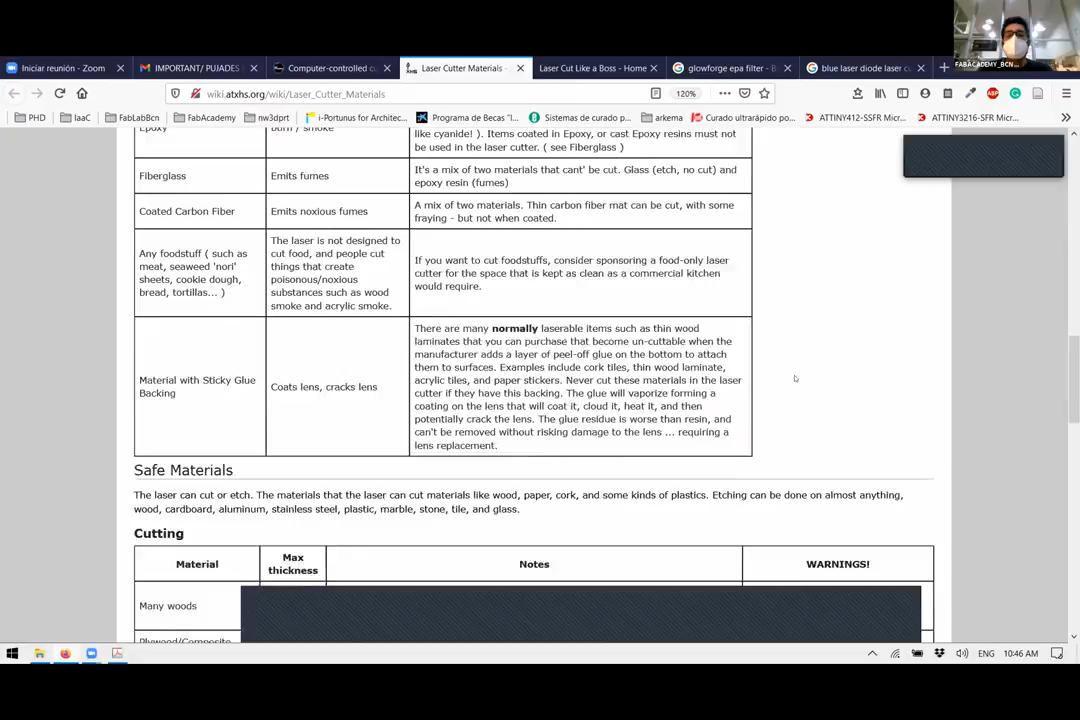 FABACADEMY_BCN...
Iniciar reunión - Zoom
IMPORTANT/ PUJADES
Computer-controlled cu
Laser Cutter Materials -
Laser Cut Like a Boss - Home
glowforge epa filter - B
blue laser diode laser c
wiki.atxhs.org/wiki/Laser_Cutter_Materials
120%
PHD
IaaC
FabLabBcn
FabAcademy
nw3dprt
i-Portunus for Architec...
Programa de Becas "l...
Sistemas de curado p...
arkema
Curado ultrarápido po...
ATTINY412-SSFR Micr...
ATTINY3216-SFR Micr...
Epoxy
burn / smoke
like cyanide! ). Items coated in Epoxy, or cast Epoxy resins must not
be used in the laser cutter. ( see Fiberglass )
Fiberglass
Emits fumes
It's a mix of two materials that cant' be cut. Glass (etch, no cut) and
epoxy resin (fumes)
Coated Carbon Fiber
Emits noxious fumes
A mix of two materials. Thin carbon fiber mat can be cut, with some
fraying - but not when coated.
Any foodstuff ( such as
meat, seaweed 'nori'
sheets, cookie dough,
bread, tortillas... )
The laser is not designed to
cut food, and people cut
things that create
poisonous/noxious
substances such as wood
smoke and acrylic smoke.
If you want to cut foodstuffs, consider sponsoring a food-only laser
cutter for the space that is kept as clean as a commercial kitchen
would require.
Material with Sticky Glue
Backing
Coats lens, cracks lens
There are many normally laserable items such as thin wood
laminates that you can purchase that become un-cuttable when the
manufacturer adds a layer of peel-off glue on the bottom to attach
them to surfaces. Examples include cork tiles, thin wood laminate,
acrylic tiles, and paper stickers. Never cut these materials in the laser
cutter if they have this backing. The glue will vaporize forming a
coating on the lens that will coat it, cloud it, heat it, and then
potentially crack the lens. The glue residue is worse than resin, and
can't be removed without risking damage to the lens ... requiring a
lens replacement.
Safe Materials
The laser can cut or etch. The materials that the laser can cut materials like wood, paper, cork, and some kinds of plastics. Etching can be done on almost anything,
wood, cardboard, aluminum, stainless steel, plastic, marble, stone, tile, and glass.
Cutting
Material
Max
thickness
Notes
WARNINGS!
Many woods
Plywood/Composite
ENG
10:46 AM